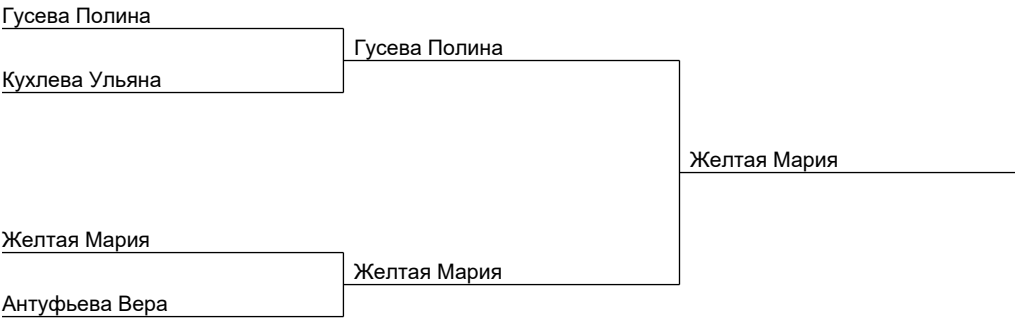 Гусева Полина
Гусева Полина
Кухлева Ульяна
Желтая Мария
Желтая Мария
Желтая Мария
Антуфьева Вера